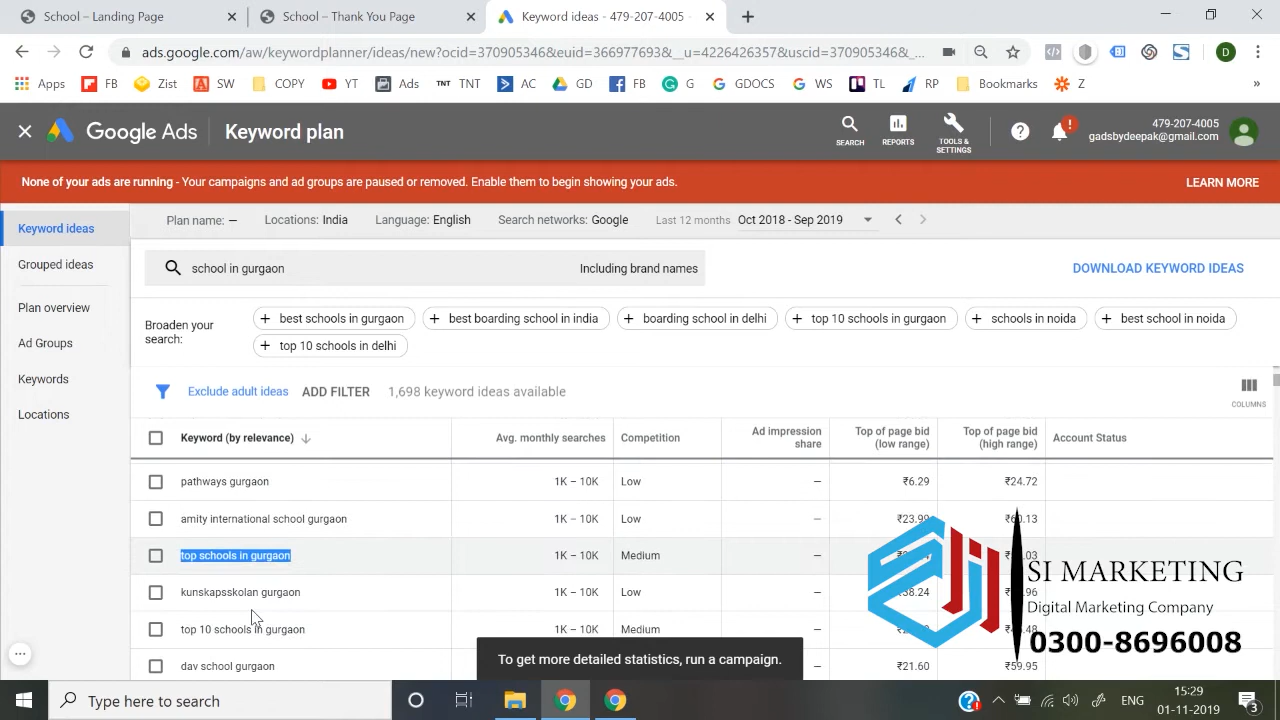 School – Landing Page
School – Thank You Page
Keyword ideas - 479-207-4005
ads.google.com/aw/keywordplanner/ideas/new?ocid=370905346&euid=366977693&__u=4226426357&uscid=370905346&_...
D
Apps FB Zist SW COPY YT Ads TNT TNT AC GD FB G GDOCS WS TL RP Bookmarks Z »
Google Ads
Keyword plan
SEARCH
REPORTS
TOOLS & SETTINGS
479-207-4005
gadsbydeepak@gmail.com
None of your ads are running - Your campaigns and ad groups are paused or removed. Enable them to begin showing your ads.
LEARN MORE
Keyword ideas
Grouped ideas
Plan overview
Ad Groups
Keywords
Locations
Plan name: — Locations: India Language: English Search networks: Google Last 12 months Oct 2018 - Sep 2019
school in gurgaon
Including brand names
DOWNLOAD KEYWORD IDEAS
Broaden your search:
+ best schools in gurgaon + best boarding school in india + boarding school in delhi + top 10 schools in gurgaon + schools in noida + best school in noida
+ top 10 schools in delhi
Exclude adult ideas ADD FILTER 1,698 keyword ideas available
COLUMNS
Keyword (by relevance) Avg. monthly searches Competition Ad impression share Top of page bid (low range) Top of page bid (high range) Account Status
pathways gurgaon 1K – 10K Low – ₹6.29 ₹24.72
amity international school gurgaon 1K – 10K Low –
top schools in gurgaon 1K – 10K Medium –
kunskapsskolan gurgaon 1K – 10K Low –
top 10 schools in gurgaon 1K – 10K Medium –
dav school gurgaon ₹21.60 ₹59.95
To get more detailed statistics, run a campaign.
SI MARKETING
Digital Marketing Company
0300-8696008
Type here to search
ENG
15:29
01-11-2019
3